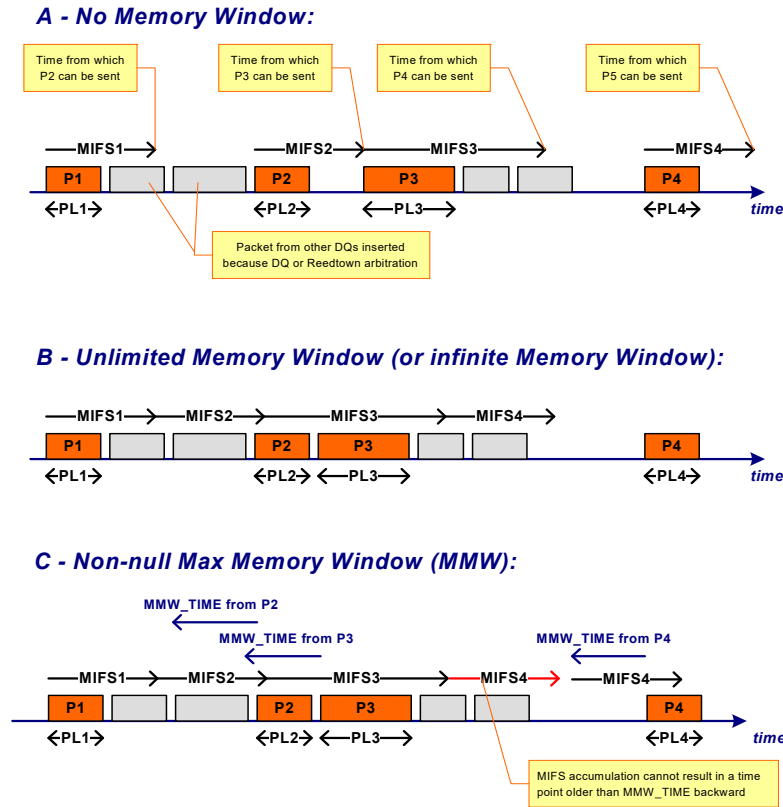 A - No Memory Window:
Time from which
P2 can be sent
Time from which
P3 can be sent
Time from which
P4 can be sent
Time from which
P5 can be sent
MIFS1 MIFS2 MIFS3 MIFS4
P1 P2 P3 P4
PL1 PL2 PL3 PL4 time
Packet from other DQs inserted
because DQ or Reedtown arbitration
B - Unlimited Memory Window (or infinite Memory Window):
MIFS1 MIFS2 MIFS3 MIFS4
P1 P2 P3 P4
PL1 PL2 PL3 PL4 time
C - Non-null Max Memory Window (MMW):
MMW_TIME from P2
MMW_TIME from P3 MMW_TIME from P4
MIFS1 MIFS2 MIFS3 MIFS4 MIFS4
P1 P2 P3 P4
PL1 PL2 PL3 PL4 time
MIFS accumulation cannot result in a time
point older than MMW_TIME backward